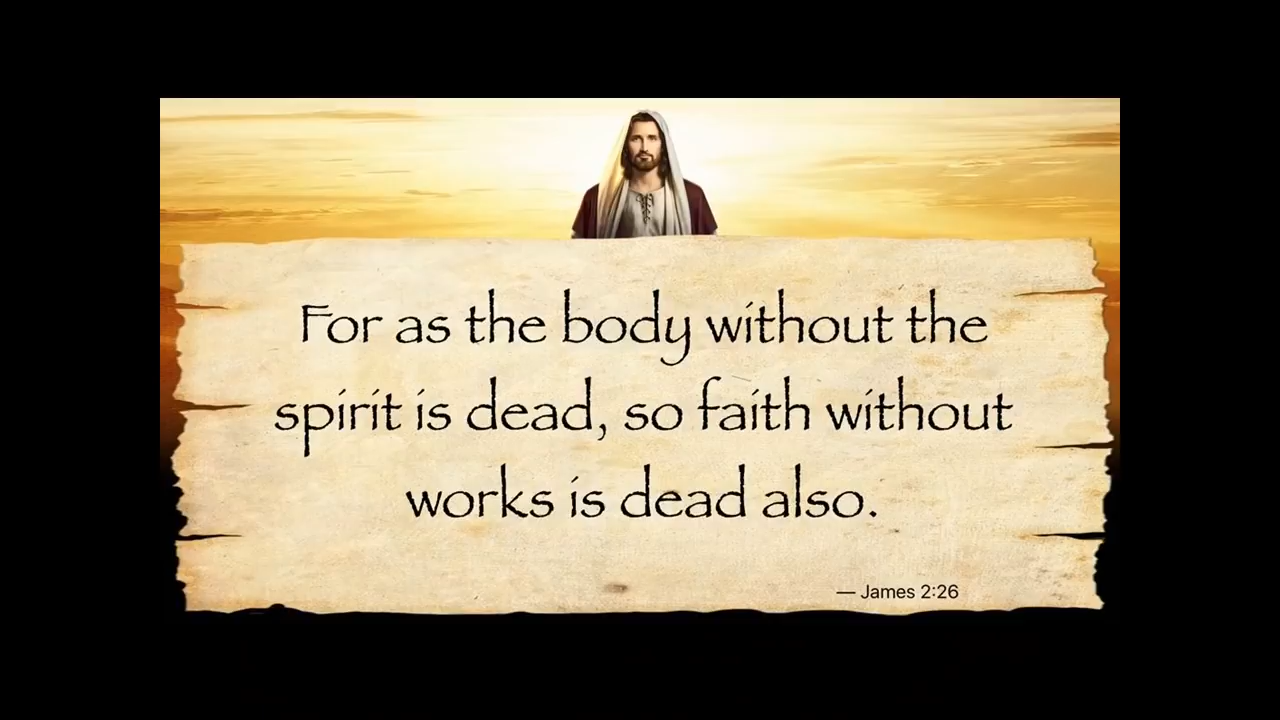 For as the body without the
spirit is dead, so faith without
works is dead also.
— James 2:26